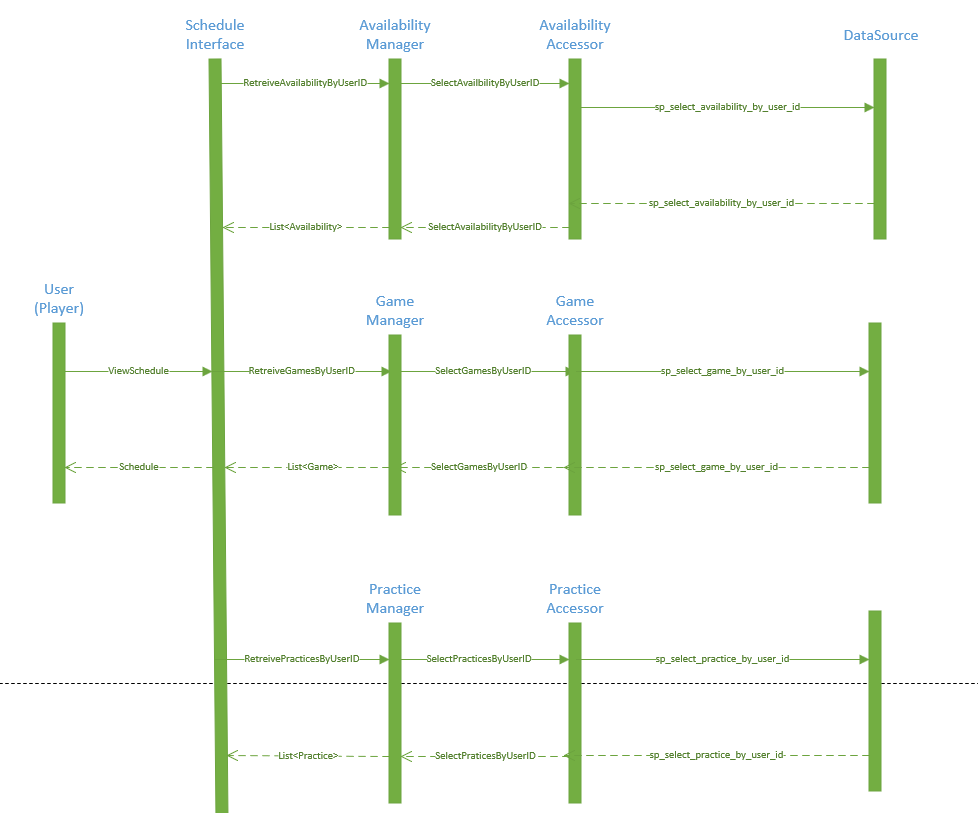 Schedule
Interface
Availability
Manager
Availability
Accessor
DataSource
RetreiveAvailabilityByUserID
SelectAvailbilityByUserID
sp_select_availability_by_user_id
sp_select_availability_by_user_id
List<Availability>
SelectAvailabilityByUserID
User
(Player)
Game
Manager
Game
Accessor
ViewSchedule
RetreiveGamesByUserID
SelectGamesByUserID
sp_select_game_by_user_id
Schedule
List<Game>
SelectGamesByUserID
sp_select_game_by_user_id
Practice
Manager
Practice
Accessor
RetreivePracticesByUserID
SelectPracticesByUserID
sp_select_practice_by_user_id
List<Practice>
SelectPraticesByUserID
sp_select_practice_by_user_id